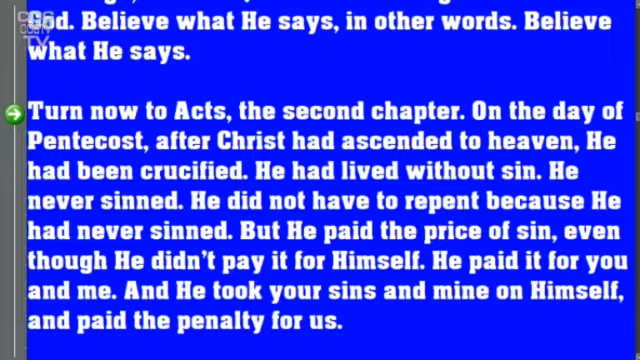 od. Believe what He says, in other words. Believe
what He says.
Turn now to Acts, the second chapter. On the day of
Pentecost, after Christ had ascended to heaven, He
had been crucified. He had lived without sin. He
never sinned. He did not have to repent because He
had never sinned. But He paid the price of sin, even
though He didn't pay it for Himself. He paid it for you
and me. And He took your sins and mine on Himself,
and paid the penalty for us.